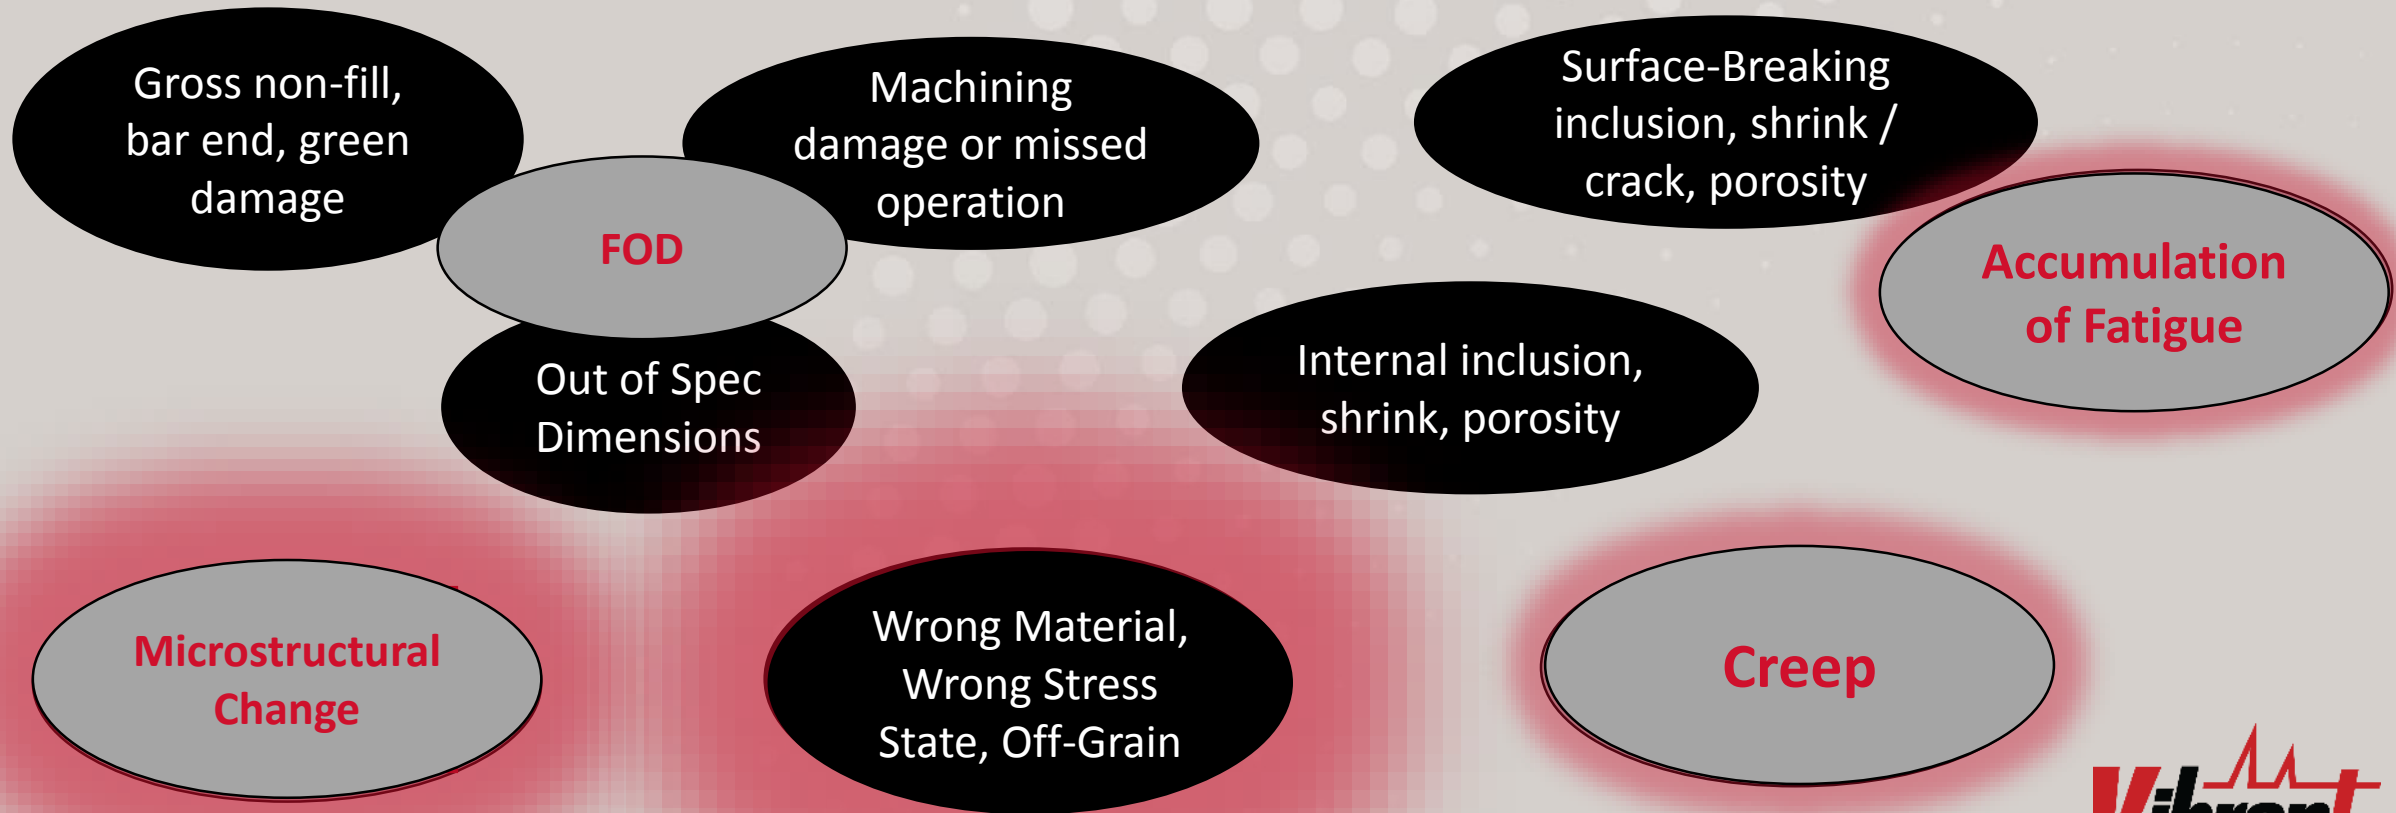 Gross non-fill,
bar end, green
damage
Machining
damage or missed
operation
Surface-Breaking
inclusion, shrink /
crack, porosity
FOD
Accumulation
of Fatigue
Out of Spec
Dimensions
Internal inclusion,
shrink, porosity
Microstructural
Change
Wrong Material,
Wrong Stress
State, Off-Grain
Creep
Vibrant